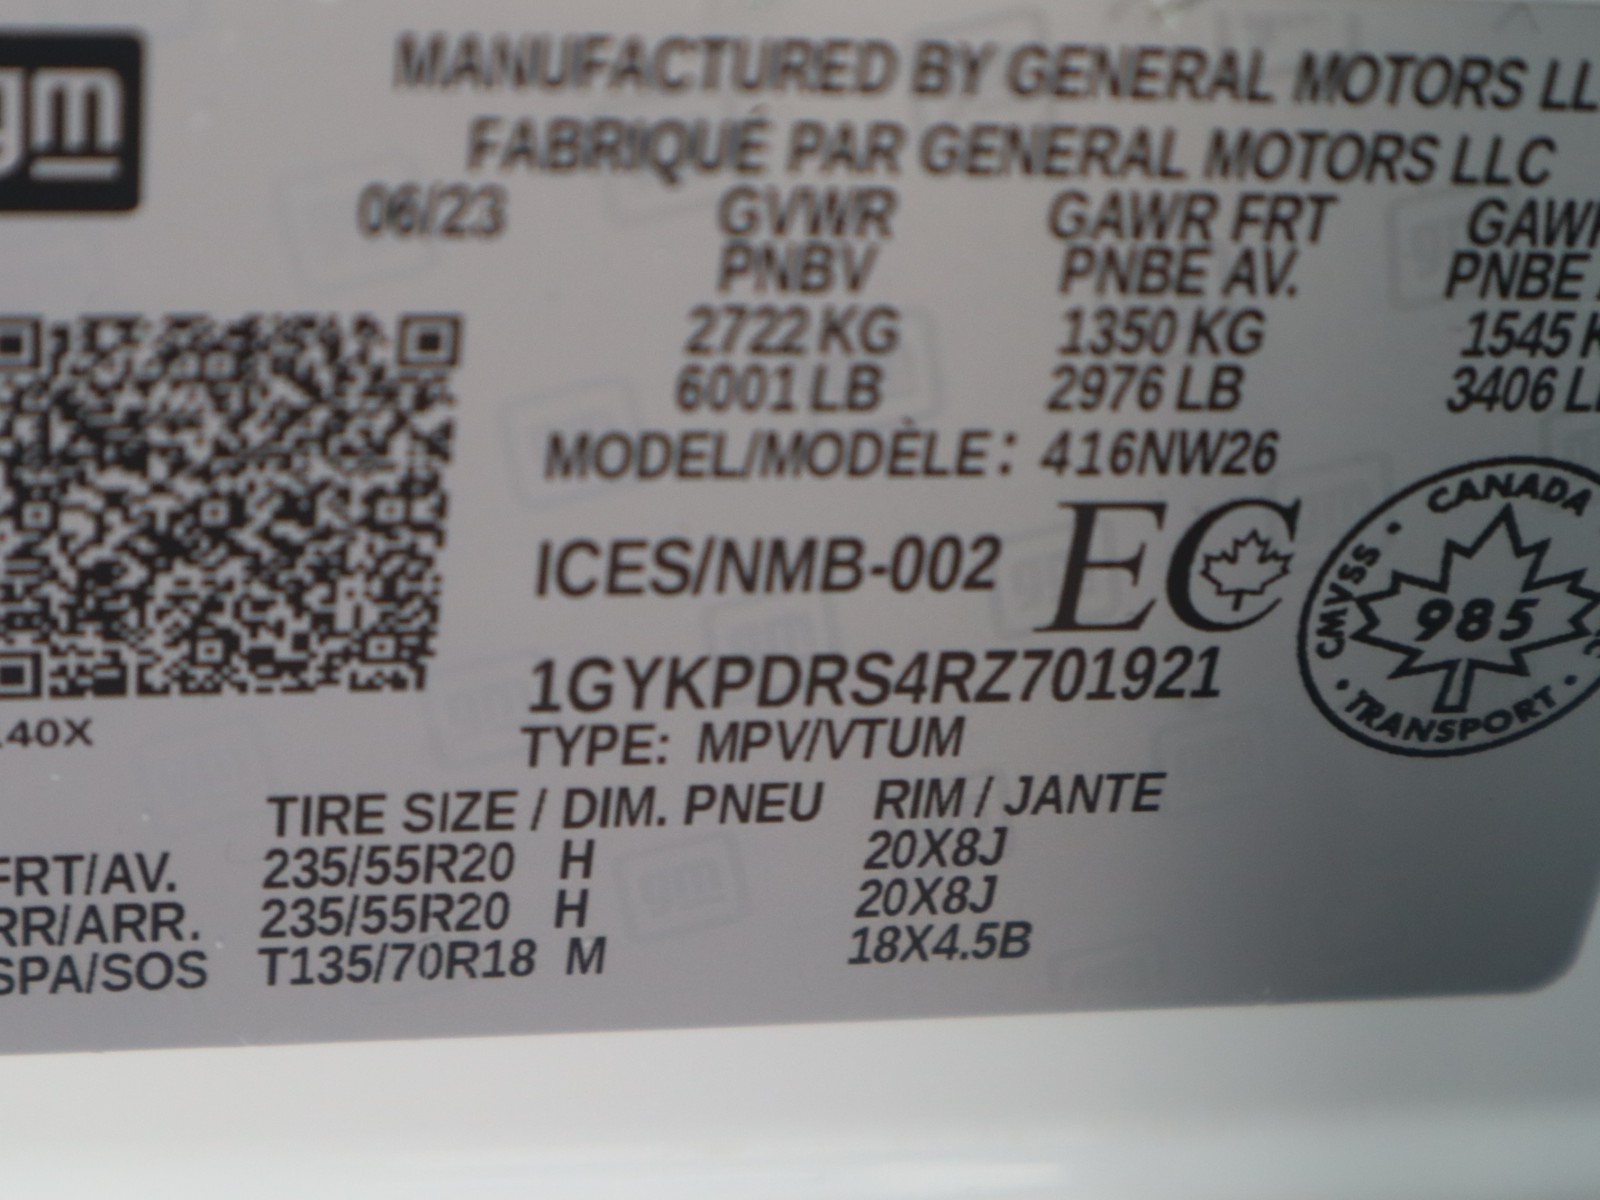 gm
MANUFACTURED BY GENERAL MOTORS LL
FABRIQUÉ PAR GENERAL MOTORS LLC
06/23 GVWR GAWR FRT GAWR
PNBV PNBE AV. PNBE
2722 KG 1350 KG 1545 K
6001 LB 2976 LB 3406 LB
MODEL/MODÈLE: 416NW26
ICES/NMB-002 EC
CANADA
CMVSS
985
TRANSPORT
1GYKPDRS4RZ701921
40X
TYPE: MPV/VTUM
TIRE SIZE / DIM. PNEU RIM / JANTE
FRT/AV. 235/55R20 H 20X8J
RR/ARR. 235/55R20 H 20X8J
SPA/SOS T135/70R18 M 18X4.5B